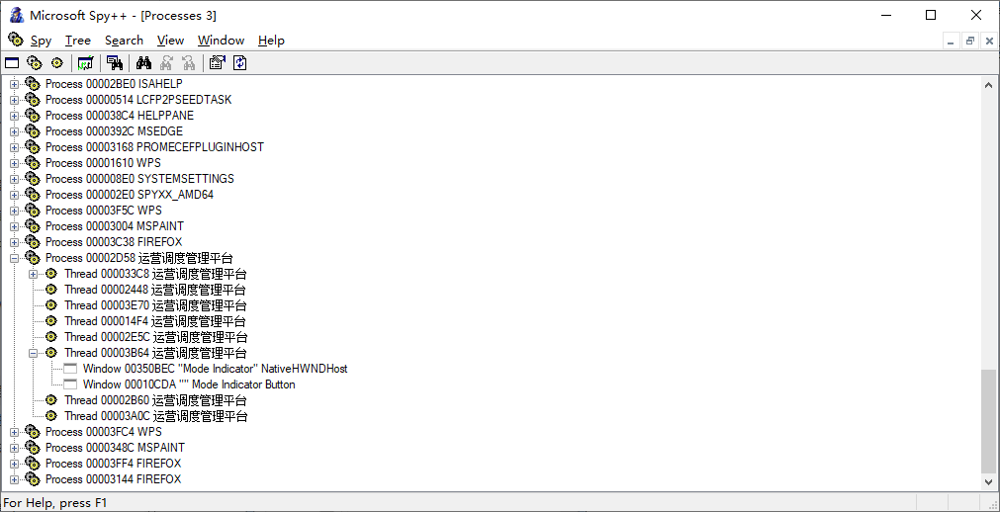 Microsoft Spy++ - [Processes 3]
Spy Tree Search View Window Help
Process 00002BE0 ISAHELP
Process 00000514 LCFP2PSEEDTASK
Process 000038C4 HELPPANE
Process 0000392C MSEDGE
Process 00003168 PROMECEFPLUGINHOST
Process 00001610 WPS
Process 000008E0 SYSTEMSETTINGS
Process 000002E0 SPYXX_AMD64
Process 00003F5C WPS
Process 00003004 MSPAINT
Process 00003C38 FIREFOX
Process 00002D58 运营调度管理平台
Thread 000033C8 运营调度管理平台
Thread 00002448 运营调度管理平台
Thread 00003E70 运营调度管理平台
Thread 000014F4 运营调度管理平台
Thread 00002E5C 运营调度管理平台
Thread 00003B64 运营调度管理平台
Window 00350BEC "Mode Indicator" NativeHWNDHost
Window 00010CDA "" Mode Indicator Button
Thread 00002B60 运营调度管理平台
Thread 00003A0C 运营调度管理平台
Process 00003FC4 WPS
Process 0000348C MSPAINT
Process 00003FF4 FIREFOX
Process 00003144 FIREFOX
For Help, press F1